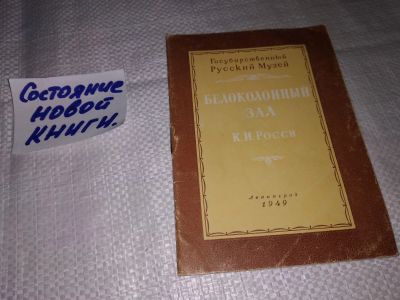 Состояние
новой
книги.
Государственный
Русский Музей
БЕЛОКОЛОННЫЙ
ЗАЛ
К.И.РОССИ
Ленинград
1949